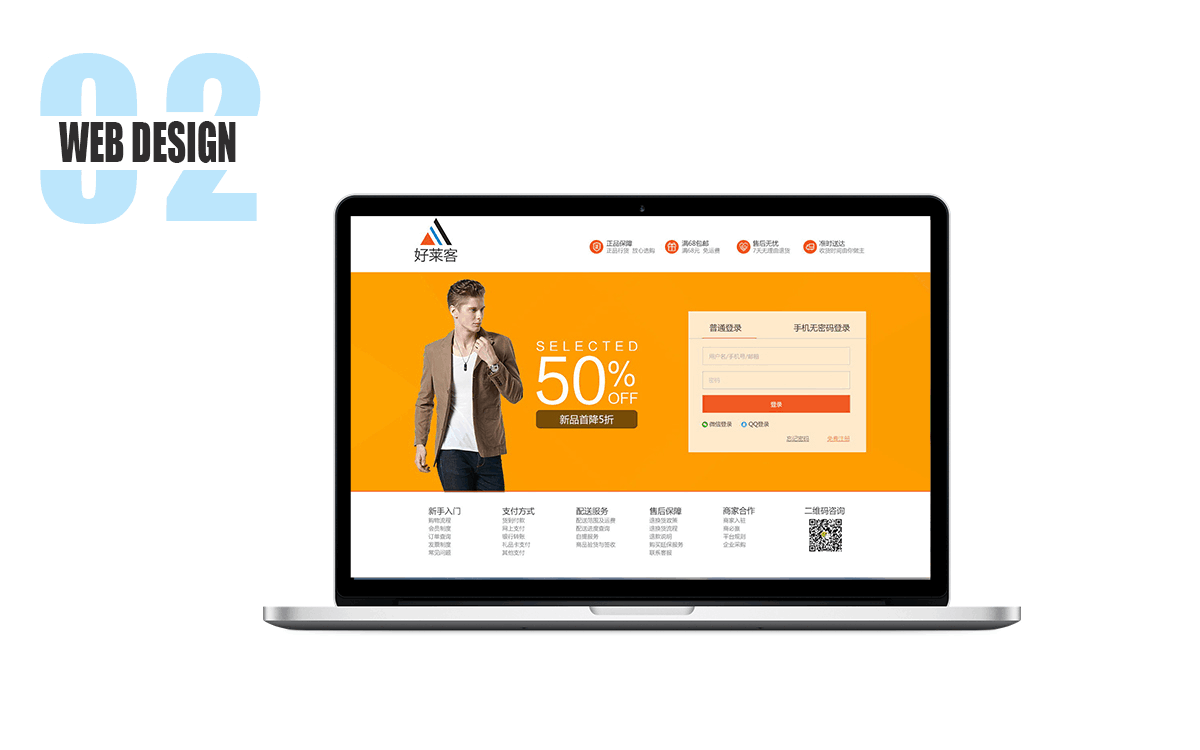 02
WEB DESIGN
好莱客
正品保障
正品行货 放心选购
满68包邮
满68元 免运费
售后无忧
7天无理由退货
准时送达
收货时间由你做主
SELECTED
50%
OFF
新品首降5折
普通登录
手机无密码登录
用户名/手机号/邮箱
密码
登录
微信登录
QQ登录
忘记密码
免费注册
新手入门
购物流程
会员制度
订单查询
发票制度
常见问题
支付方式
货到付款
网上支付
银行转账
礼品卡支付
其他支付
配送服务
配送范围及运费
配送进度查询
自提服务
商品验货与签收
售后保障
退换货政策
退换货流程
退款说明
购买延保服务
联系客服
商家合作
商家入驻
平台规则
企业采购
二维码咨询